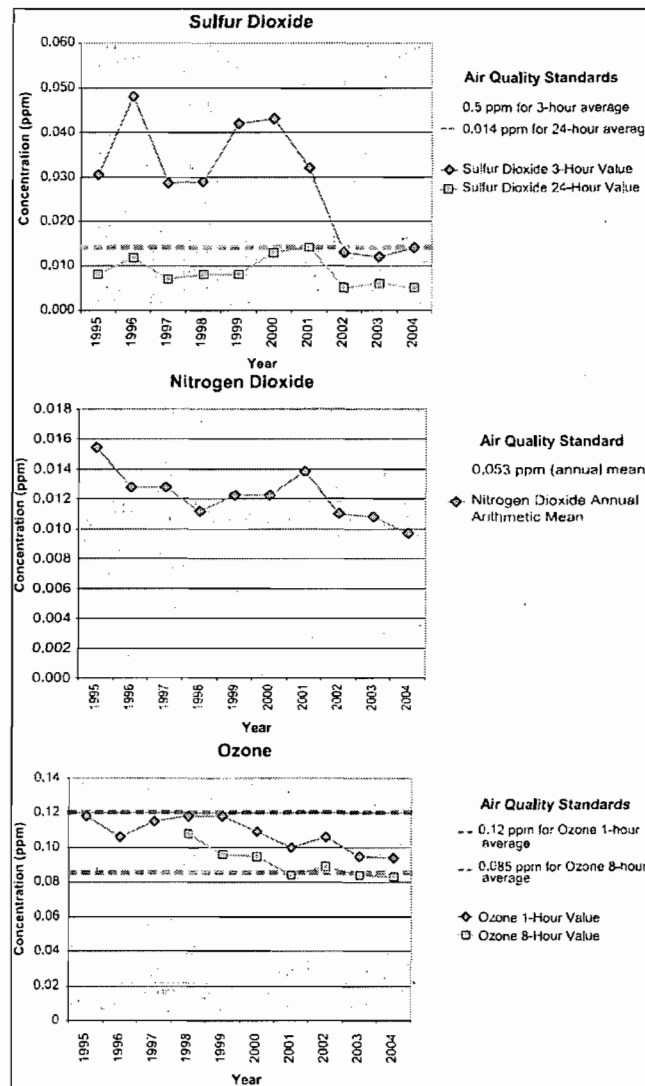 Sulfur Dioxide
0.060
0.050
0.040
0.030
0.020
0.010
0.000
Concentration (ppm)
1995
1996
1997
1998
1999
2000
2001
2002
2003
2004
Year
Air Quality Standards
0.5 ppm for 3-hour average
0.014 ppm for 24-hour average
Sulfur Dioxide 3-Hour Value
Sulfur Dioxide 24-Hour Value
Nitrogen Dioxide
0.018
0.016
0.014
0.012
0.010
0.008
0.006
0.004
0.002
0.000
Concentration (ppm)
1995
1996
1997
1998
1999
2000
2001
2002
2003
2004
Year
Air Quality Standard
0.053 ppm (annual mean
Nitrogen Dioxide Annual
Arithmetic Mean
Ozone
0.14
0.12
0.10
0.08
0.06
0.04
0.02
0
Concentration (ppm)
1995
1996
1997
1998
1999
2000
2001
2002
2003
2004
Year
Air Quality Standards
0.12 ppm for Ozone 1-hour
average
0.085 ppm for Ozone 8-hour
average
Ozone 1-Hour Value
Ozone 8-Hour Value